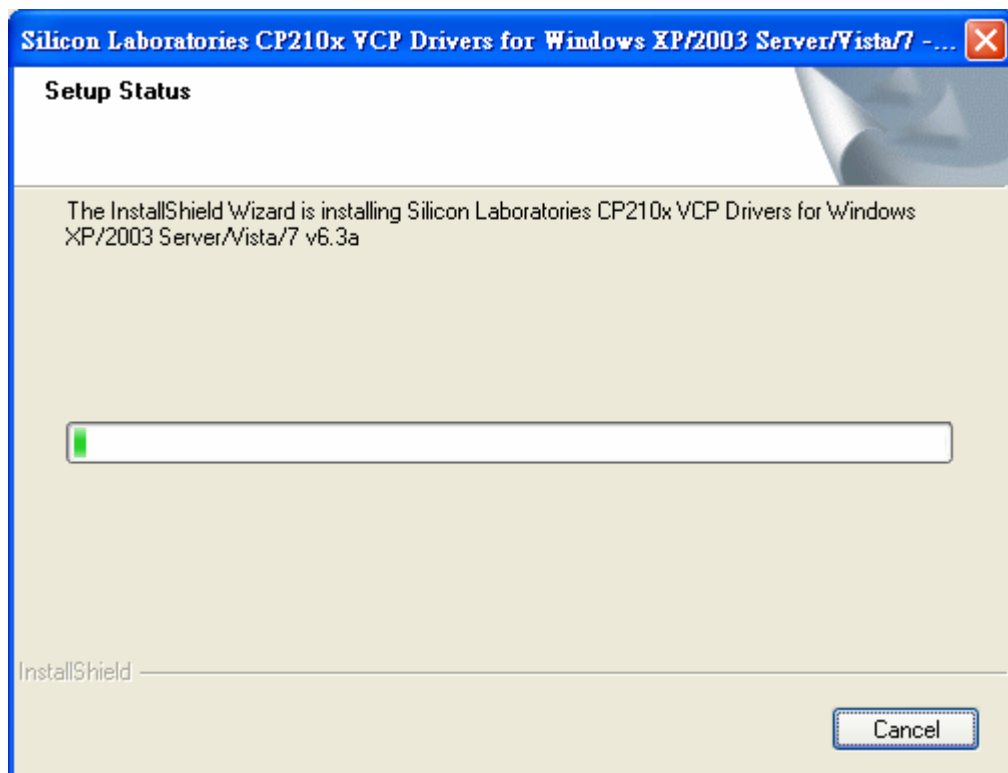 Silicon Laboratories CP210x VCP Drivers for Windows XP/2003 Server/Vista/7 -...
Setup Status
The InstallShield Wizard is installing Silicon Laboratories CP210x VCP Drivers for Windows
XP/2003 Server/Vista/7 v6.3a
InstallShield
Cancel